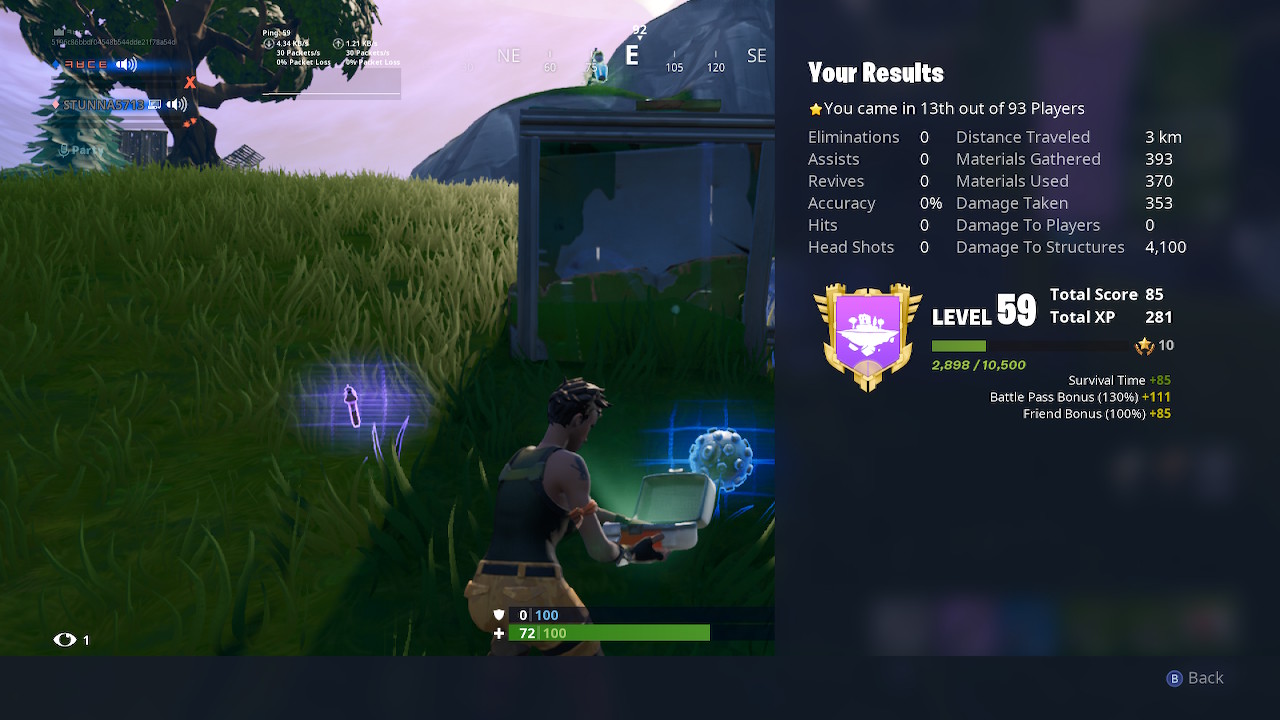 Ping: 59
4.34 KB/s 1.21 KB/s
30 Packets/s 30 Packets/s
0% Packet Loss 0% Packet Loss
STUNNA5713
Party
92
NE 60 75 E 105 120 SE
Your Results
You came in 13th out of 93 Players
Eliminations 0 Distance Traveled 3 km
Assists 0 Materials Gathered 393
Revives 0 Materials Used 370
Accuracy 0% Damage Taken 353
Hits 0 Damage To Players 0
Head Shots 0 Damage To Structures 4,100
LEVEL 59
Total Score 85
Total XP 281
10
2,898 / 10,500
Survival Time +85
Battle Pass Bonus (130%) +111
Friend Bonus (100%) +85
0 | 100
72 | 100
1
B Back